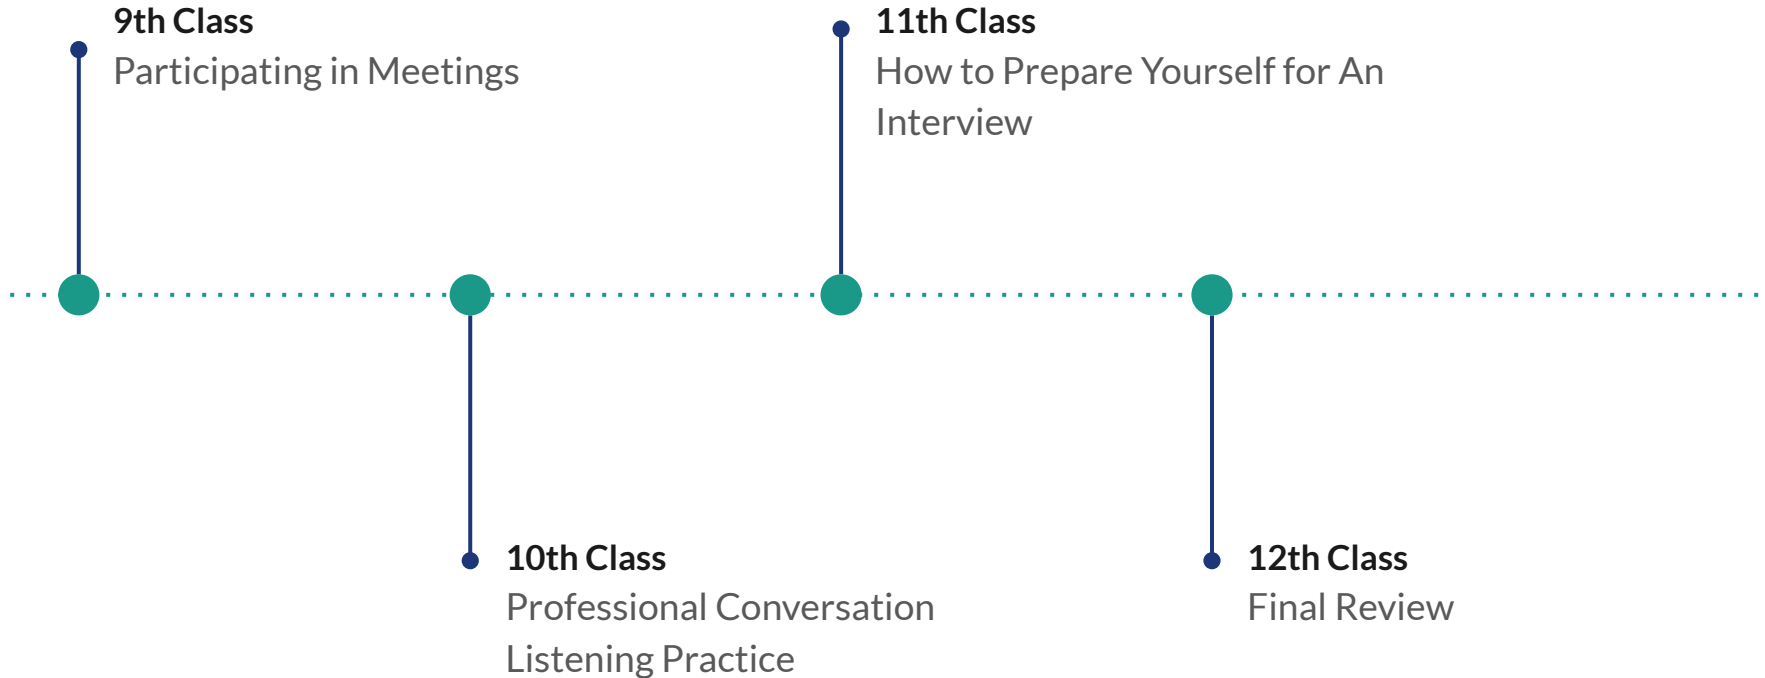 9th Class
Participating in Meetings
10th Class
Professional Conversation
Listening Practice
11th Class
How to Prepare Yourself for An
Interview
12th Class
Final Review